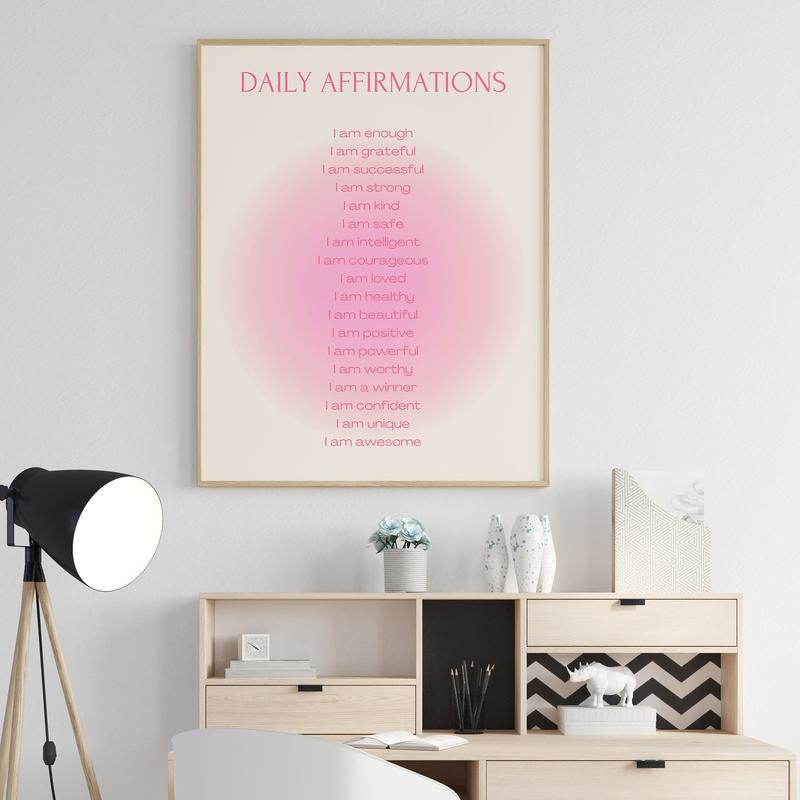 DAILY AFFIRMATIONS
I am enough
I am grateful
I am successful
I am strong
I am kind
I am safe
I am intelligent
I am courageous
I am loved
I am healthy
I am beautiful
I am positive
I am powerful
I am worthy
I am a winner
I am confident
I am unique
I am awesome